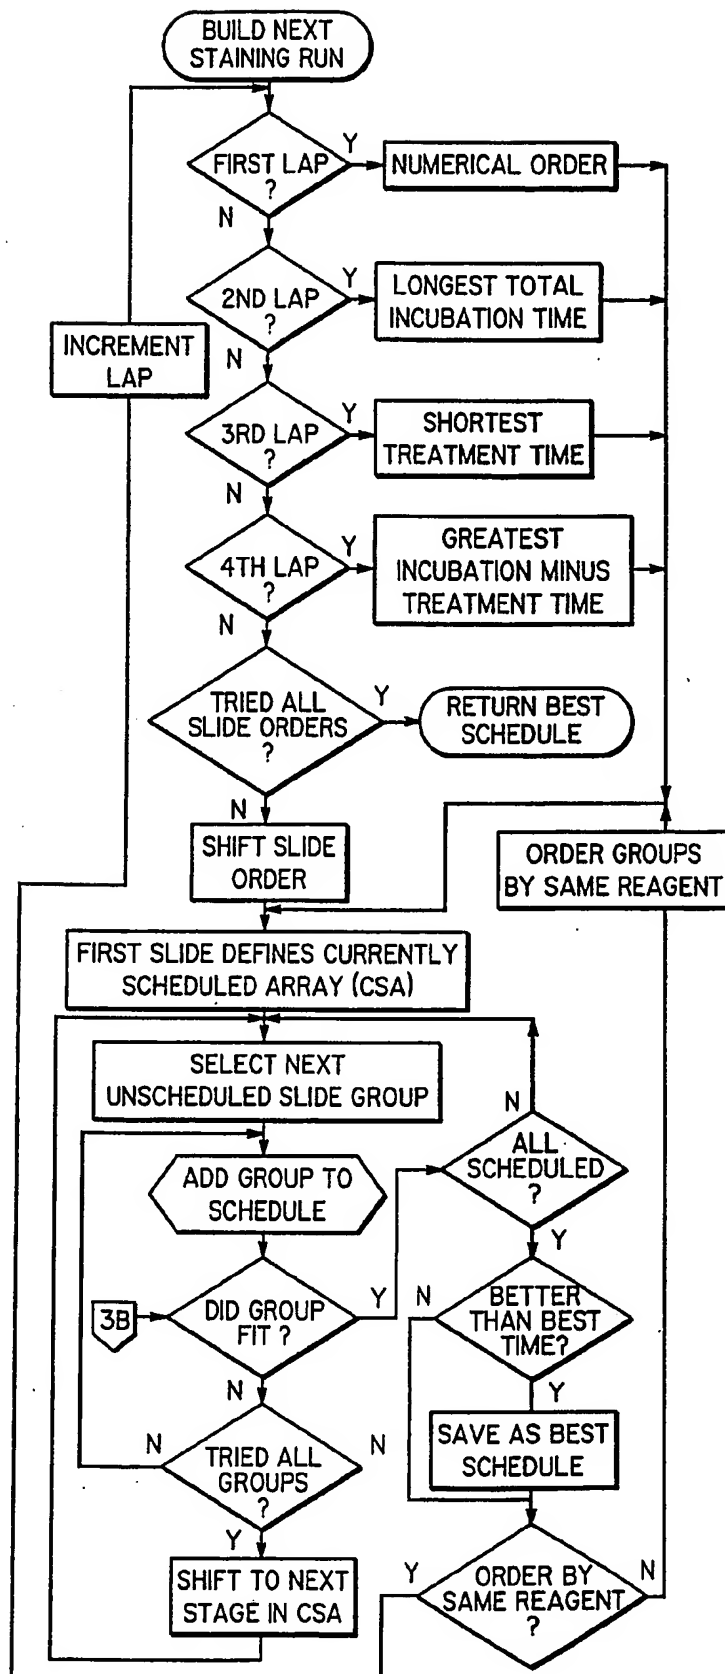 BUILD NEXT
STAINING RUN
FIRST LAP
?
Y
N
NUMERICAL ORDER
2ND LAP
?
Y
N
LONGEST TOTAL
INCUBATION TIME
INCREMENT
LAP
3RD LAP
?
Y
N
SHORTEST
TREATMENT TIME
4TH LAP
?
Y
N
GREATEST
INCUBATION MINUS
TREATMENT TIME
TRIED ALL
SLIDE ORDERS
?
Y
N
RETURN BEST
SCHEDULE
SHIFT SLIDE
ORDER
ORDER GROUPS
BY SAME REAGENT
FIRST SLIDE DEFINES CURRENTLY
SCHEDULED ARRAY (CSA)
SELECT NEXT
UNSCHEDULED SLIDE GROUP
ADD GROUP TO
SCHEDULE
N
ALL
SCHEDULED
?
Y
3B
DID GROUP
FIT ?
Y
N
N
BETTER
THAN BEST
TIME?
Y
N
TRIED ALL
GROUPS
?
N
Y
SAVE AS BEST
SCHEDULE
SHIFT TO NEXT
STAGE IN CSA
Y
ORDER BY
SAME REAGENT
?
N